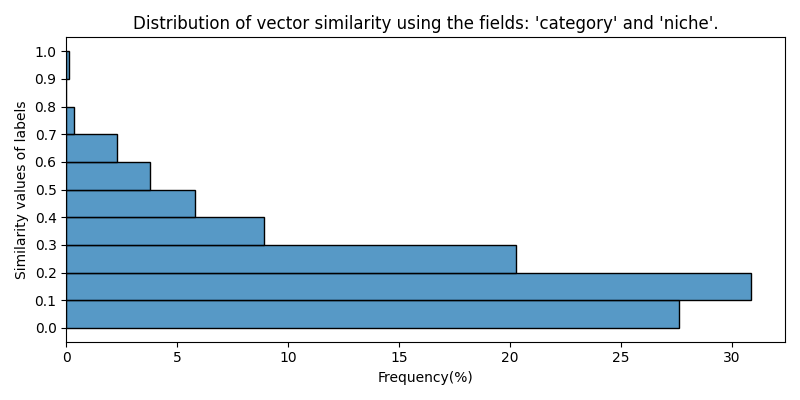 Distribution of vector similarity using the fields: 'category' and 'niche'.
Similarity values of labels
1.0
0.9
0.8
0.7
0.6
0.5
0.4
0.3
0.2
0.1
0.0
0 5 10 15 20 25 30
Frequency(%)